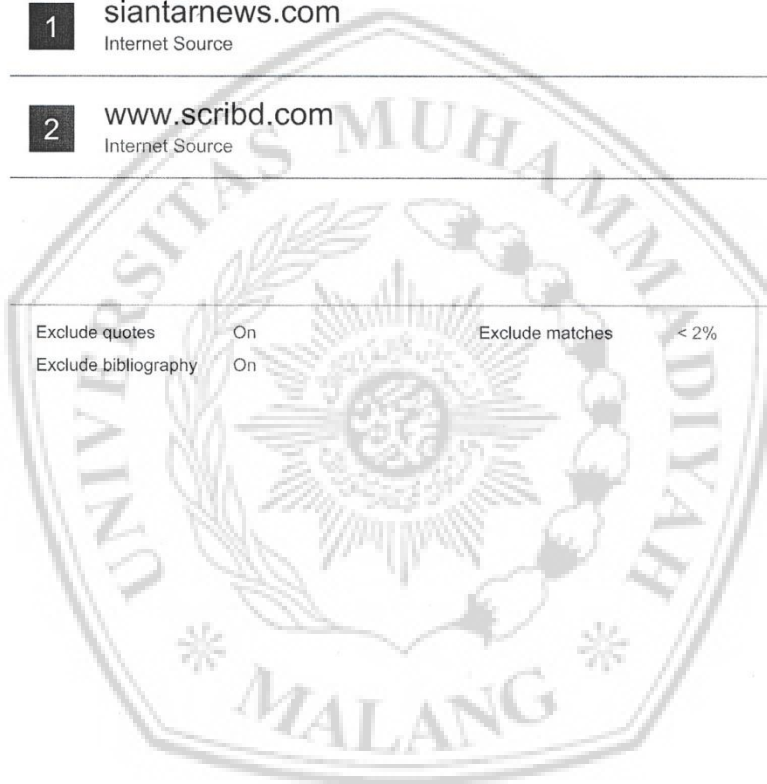 1
siantarnews.com
Internet Source
2
www.scribd.com
Internet Source
Exclude quotes On
Exclude matches < 2%
Exclude bibliography On
UNIVERSITAS MUHAMMADIYAH
MALANG